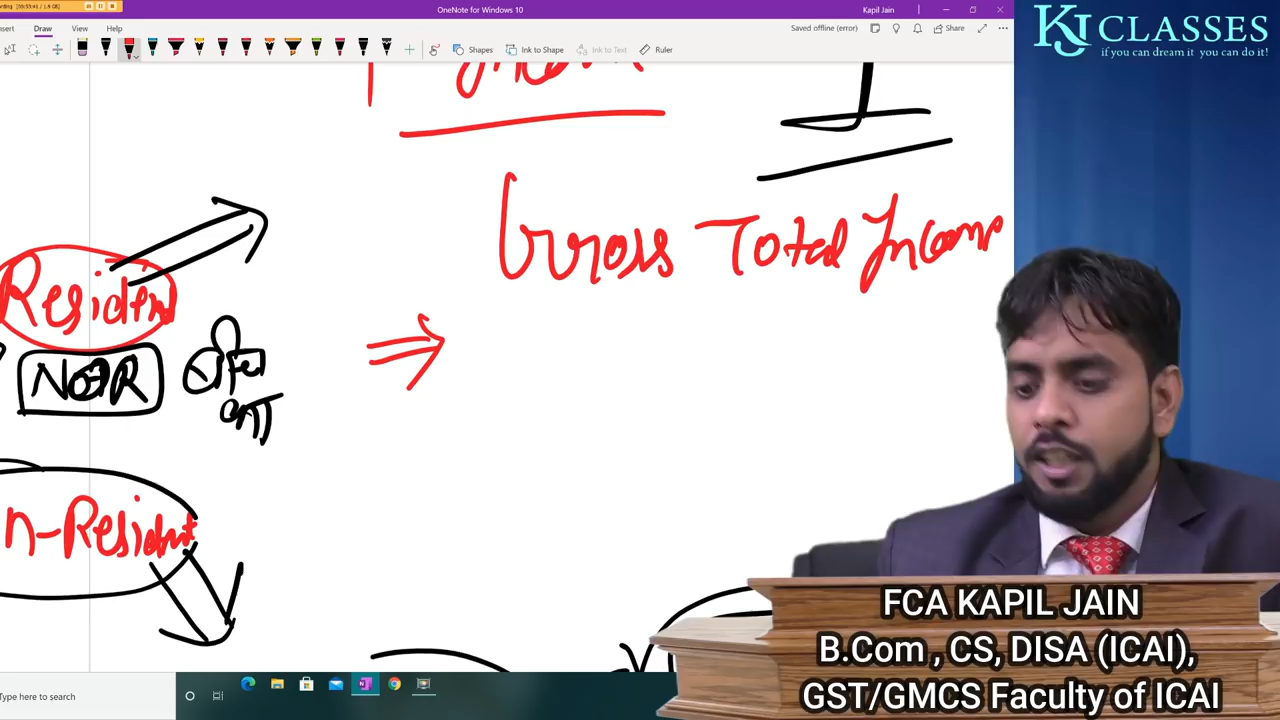 OneNote for Windows 10
Kapil Jain
Draw
View
Help
Saved offline (error)
Share
Shapes
Ink to Shape
Ink to Text
Ruler
KJ CLASSES
if you can dream it you can do it!
Gross Total Income
Resident
NOR
n-Resident
FCA KAPIL JAIN
B.Com , CS, DISA (ICAI),
GST/GMCS Faculty of ICAI
Type here to search